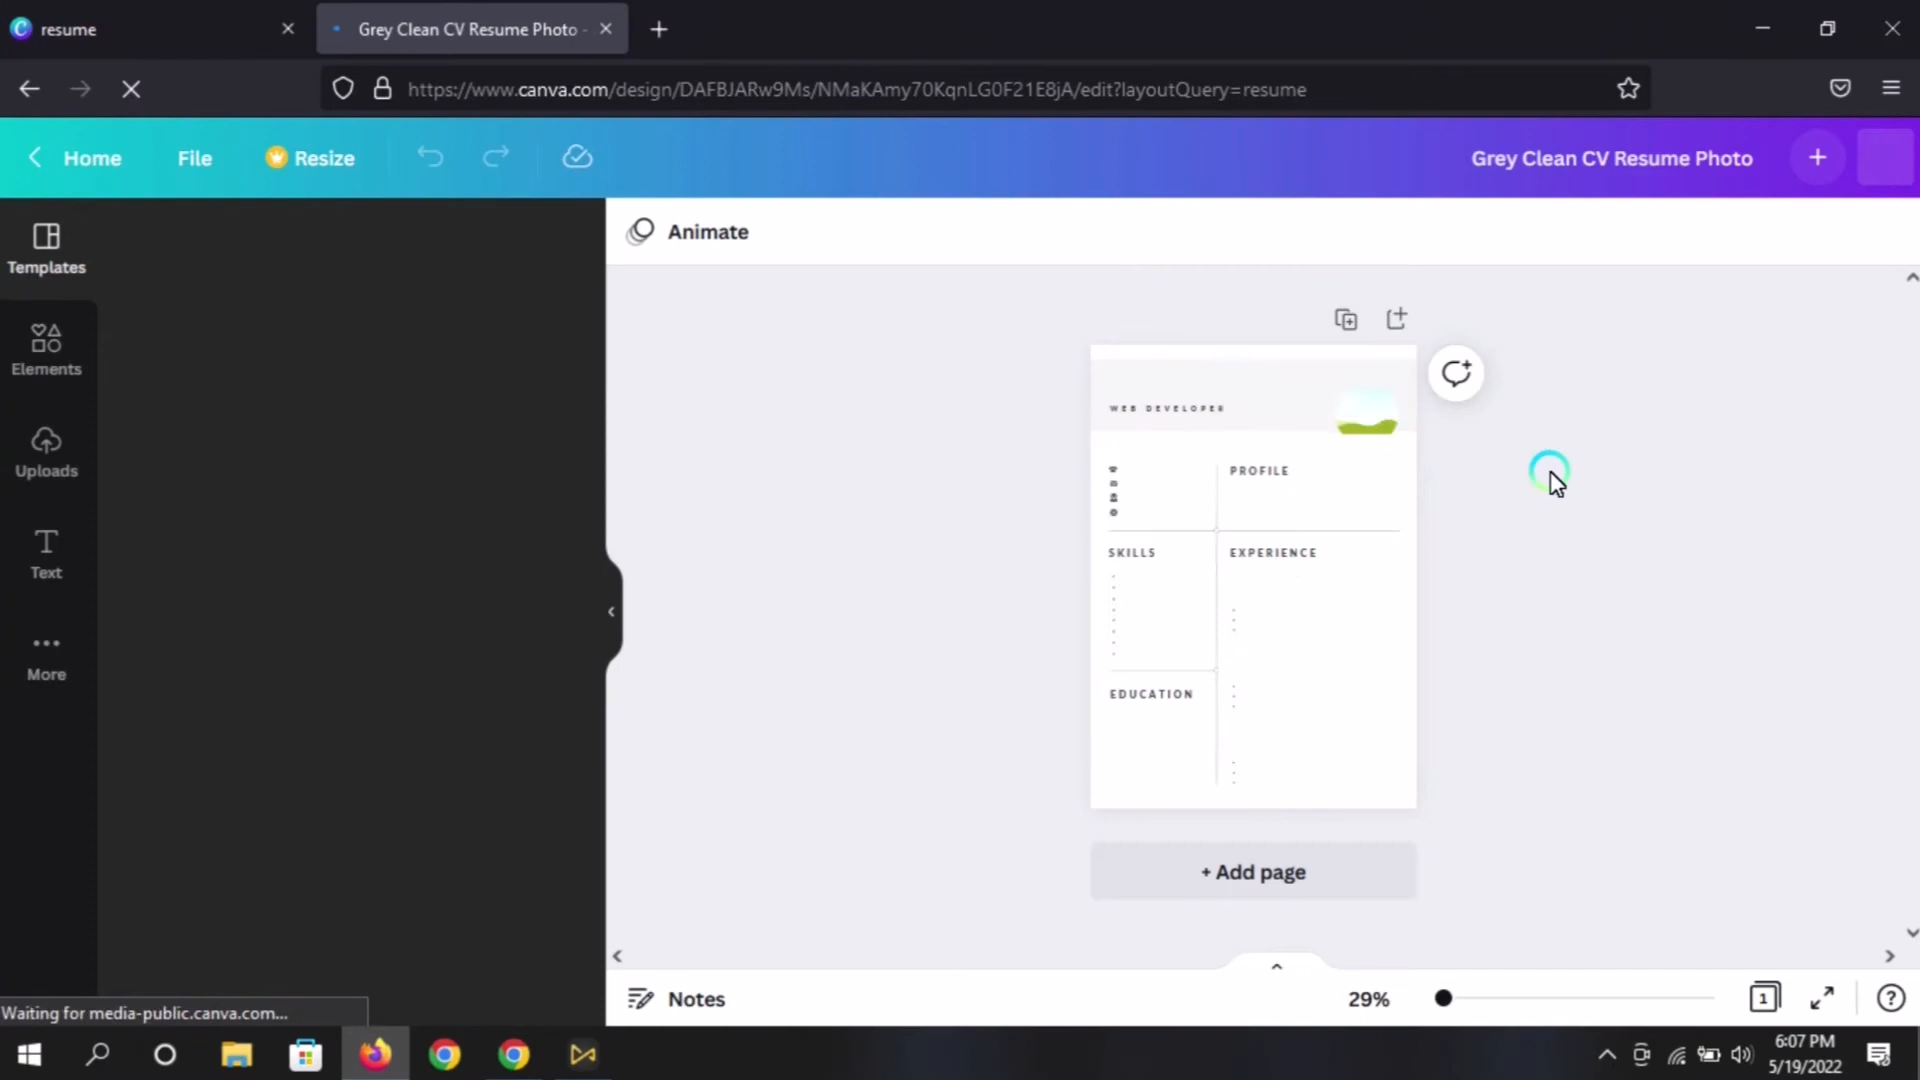 resume
Grey Clean CV Resume Photo -
https://www.canva.com/design/DAFBJARw9Ms/NMaKAmy70KqnLG0F21E8jA/edit?layoutQuery=resume
Home
File
Resize
Grey Clean CV Resume Photo
Templates
Elements
Uploads
Text
More
Animate
WEB DEVELOPER
PROFILE
SKILLS
EXPERIENCE
EDUCATION
+ Add page
Notes
29%
1
Waiting for media-public.canva.com...
6:07 PM
5/19/2022